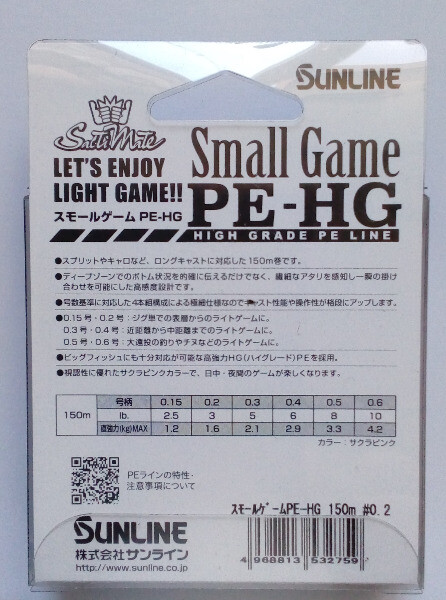 SUNLINE
SaltiMate
Small Game
LET'S ENJOY
LIGHT GAME!!
PE-HG
スモールゲーム PE-HG
HIGH GRADE PE LINE
●スプリットやキャロなど、ロングキャストに対応した150m巻です。
●ディープゾーンでのボトム状況を的確に伝えるだけでなく、繊細なアタリを感知し一瞬の掛け
合わせを可能にした高感度設計です。
●号数基準に対応した4本組構成による極細仕様なのでキャスト性能や操作性が格段にアップします。
●0.15号・0.2号：ジグ単での表層からのライトゲームに。
0.3号・0.4号：近距離から中距離までのライトゲームに。
0.5号・0.6号：大遠投の釣りやチヌなどのライトゲームに。
●ビッグフィッシュにも十分対応が可能な高強力HG(ハイグレード)PEを採用。
●視認性に優れたサクラピンクカラーで、日中・夜間のゲームが楽しくなります。
150m 号柄 0.15 0.2 0.3 0.4 0.5 0.6
lb. 2.5 3 5 6 8 10
直強力(kg)MAX 1.2 1.6 2.1 2.9 3.3 4.2
カラー：サクラピンク
PEラインの特性・
注意事項について
スモールゲームPE-HG 150m #0.2
SUNLINE
株式会社サンライン
http://www.sunline.co.jp
4 968813 532759